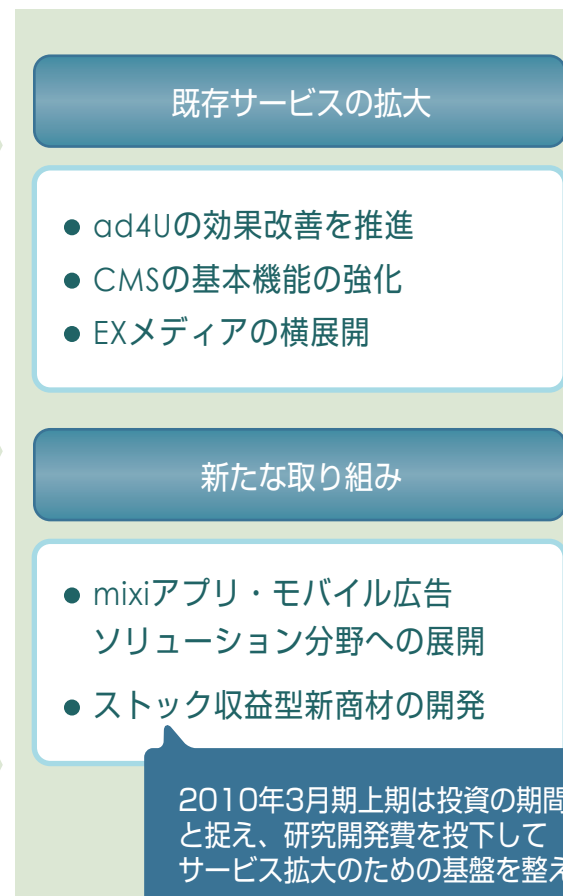 既存サービスの拡大
● ad4Uの効果改善を推進
● CMSの基本機能の強化
● EXメディアの横展開
新たな取り組み
● mixiアプリ・モバイル広告
ソリューション分野への展開
● ストック収益型新商材の開発
2010年3月期上期は投資の期間
と捉え、研究開発費を投下して
サービス拡大のための基盤を整え